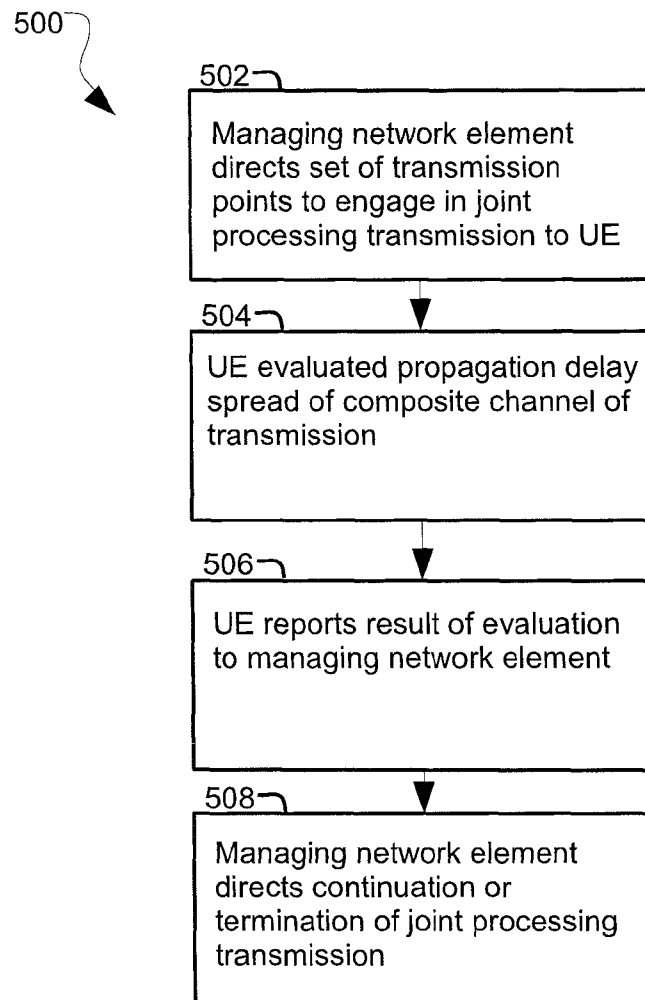 500
502
Managing network element
directs set of transmission
points to engage in joint
processing transmission to UE
504
UE evaluated propagation delay
spread of composite channel of
transmission
506
UE reports result of evaluation
to managing network element
508
Managing network element
directs continuation or
termination of joint processing
transmission